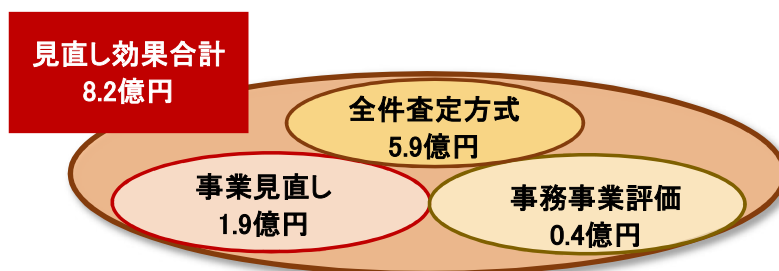 見直し効果合計
8.2億円
全件査定方式
5.9億円
事業見直し
1.9億円
事務事業評価
0.4億円